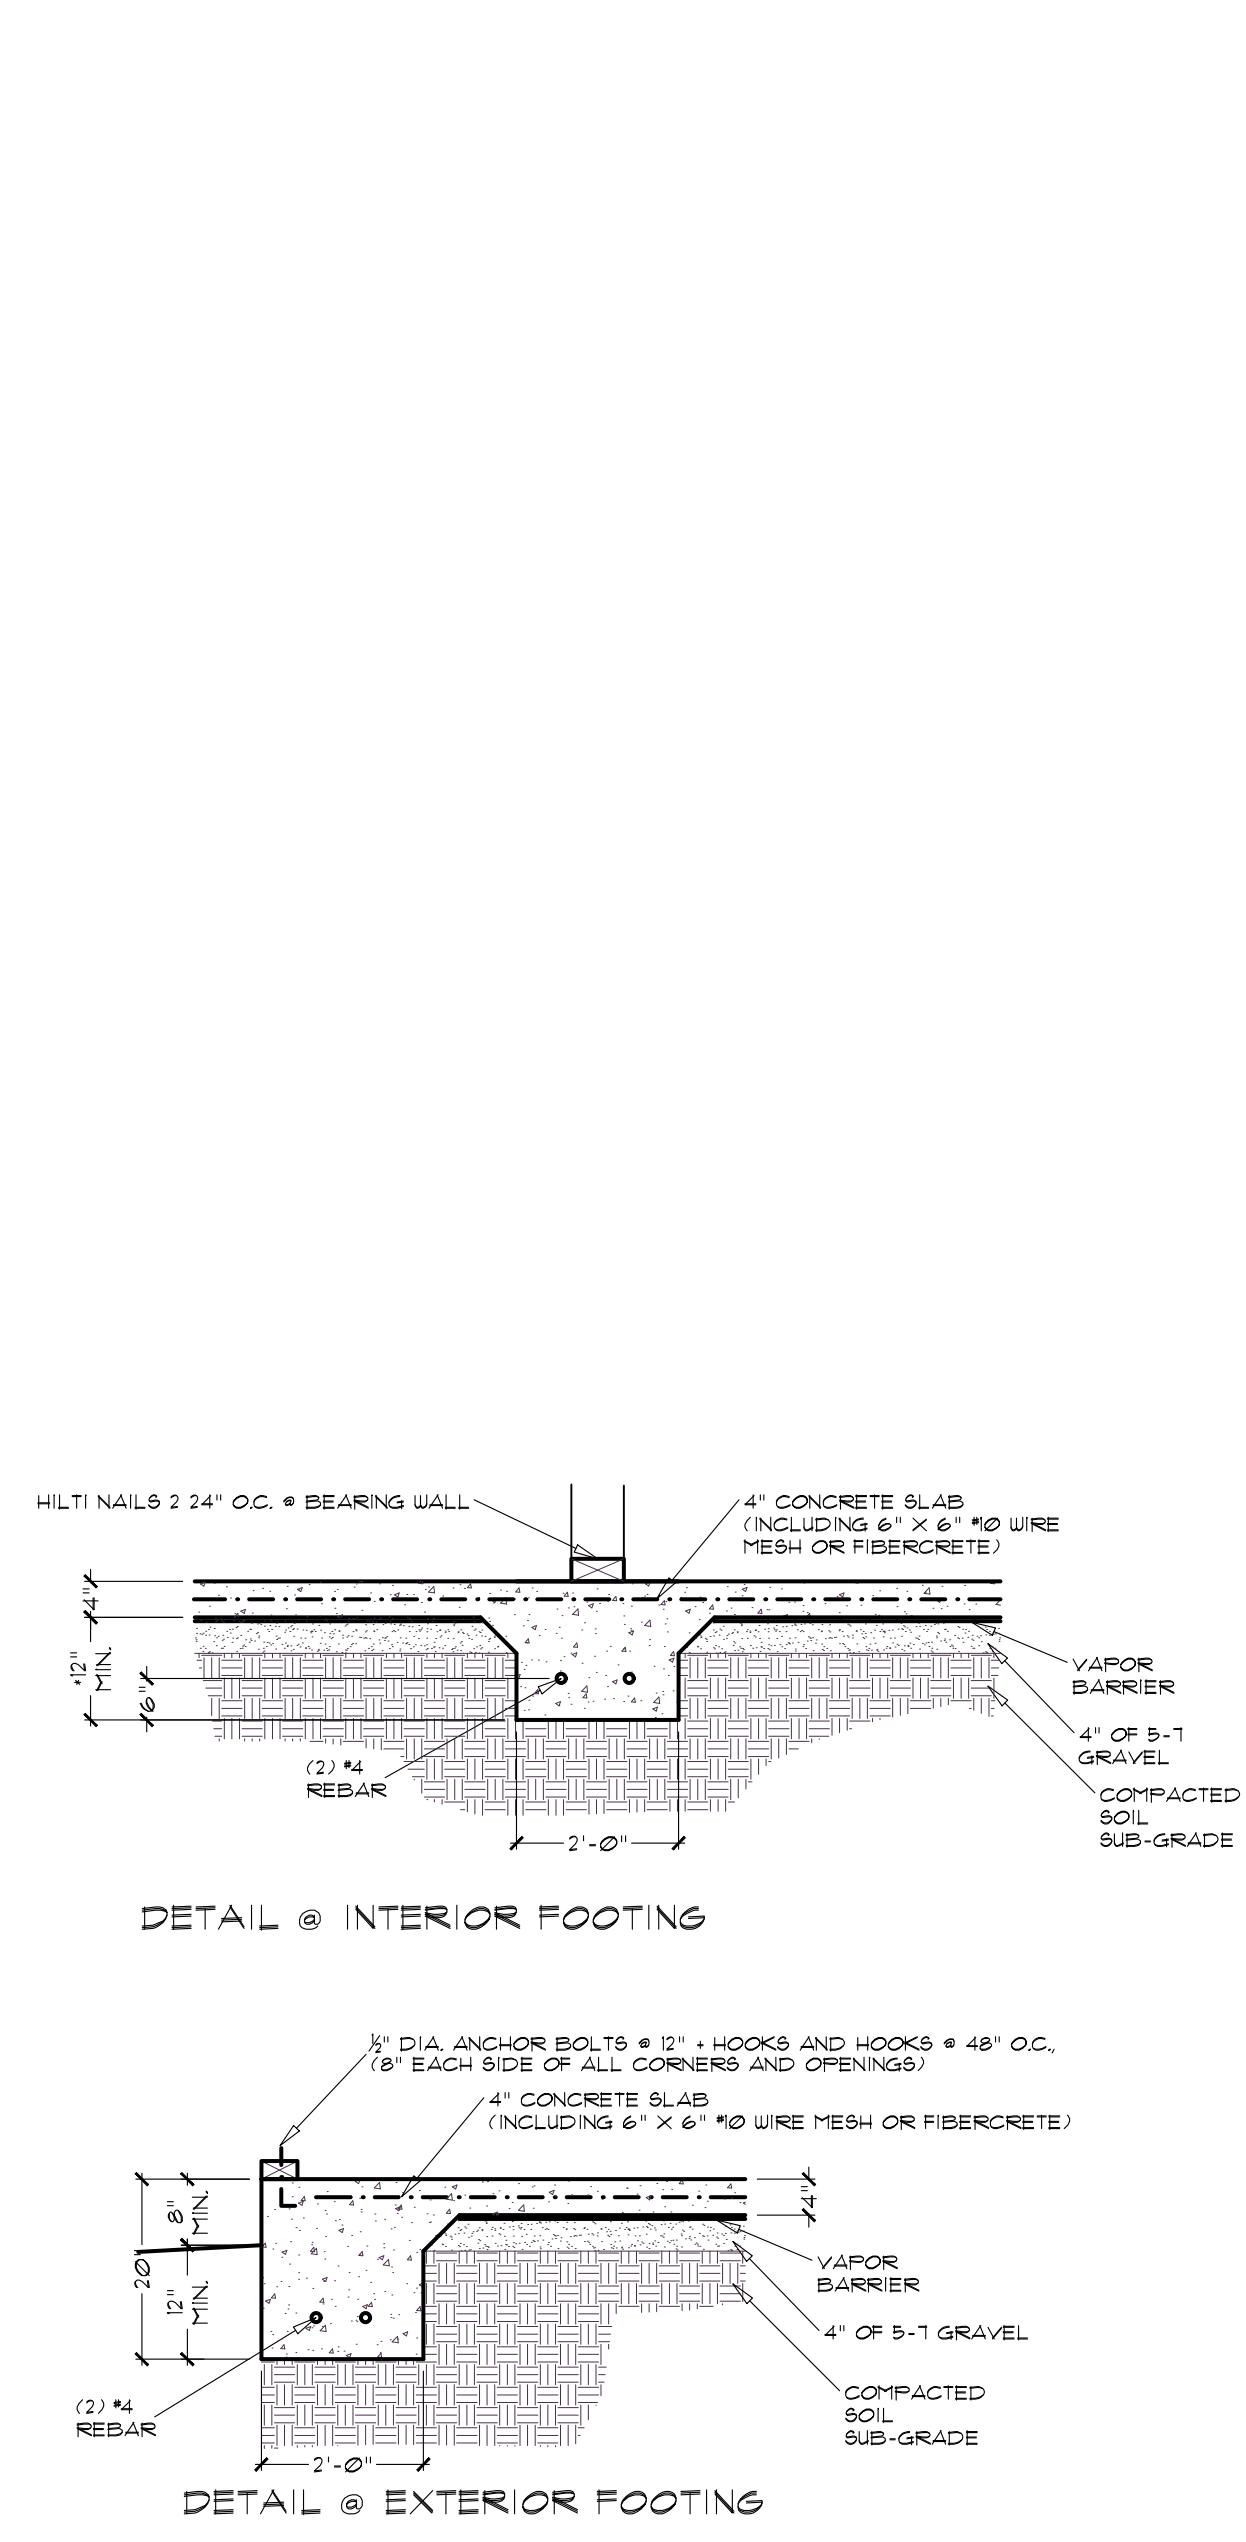 HILTI NAILS 2 24" O.C. @ BEARING WALL
4" CONCRETE SLAB
(INCLUDING 6" X 6" #10 WIRE
MESH OR FIBERCRETE)
4"
*12"
MIN.
6"
VAPOR
BARRIER
4" OF 5-7
GRAVEL
(2) #4
REBAR
COMPACTED
SOIL
SUB-GRADE
2'-0"
DETAIL @ INTERIOR FOOTING
½" DIA. ANCHOR BOLTS @ 12" + HOOKS AND HOOKS @ 48" O.C.,
(8" EACH SIDE OF ALL CORNERS AND OPENINGS)
4" CONCRETE SLAB
(INCLUDING 6" X 6" #10 WIRE MESH OR FIBERCRETE)
8"
MIN.
4"
20"
12"
MIN.
VAPOR
BARRIER
4" OF 5-7 GRAVEL
(2) #4
REBAR
COMPACTED
SOIL
SUB-GRADE
2'-0"
DETAIL @ EXTERIOR FOOTING